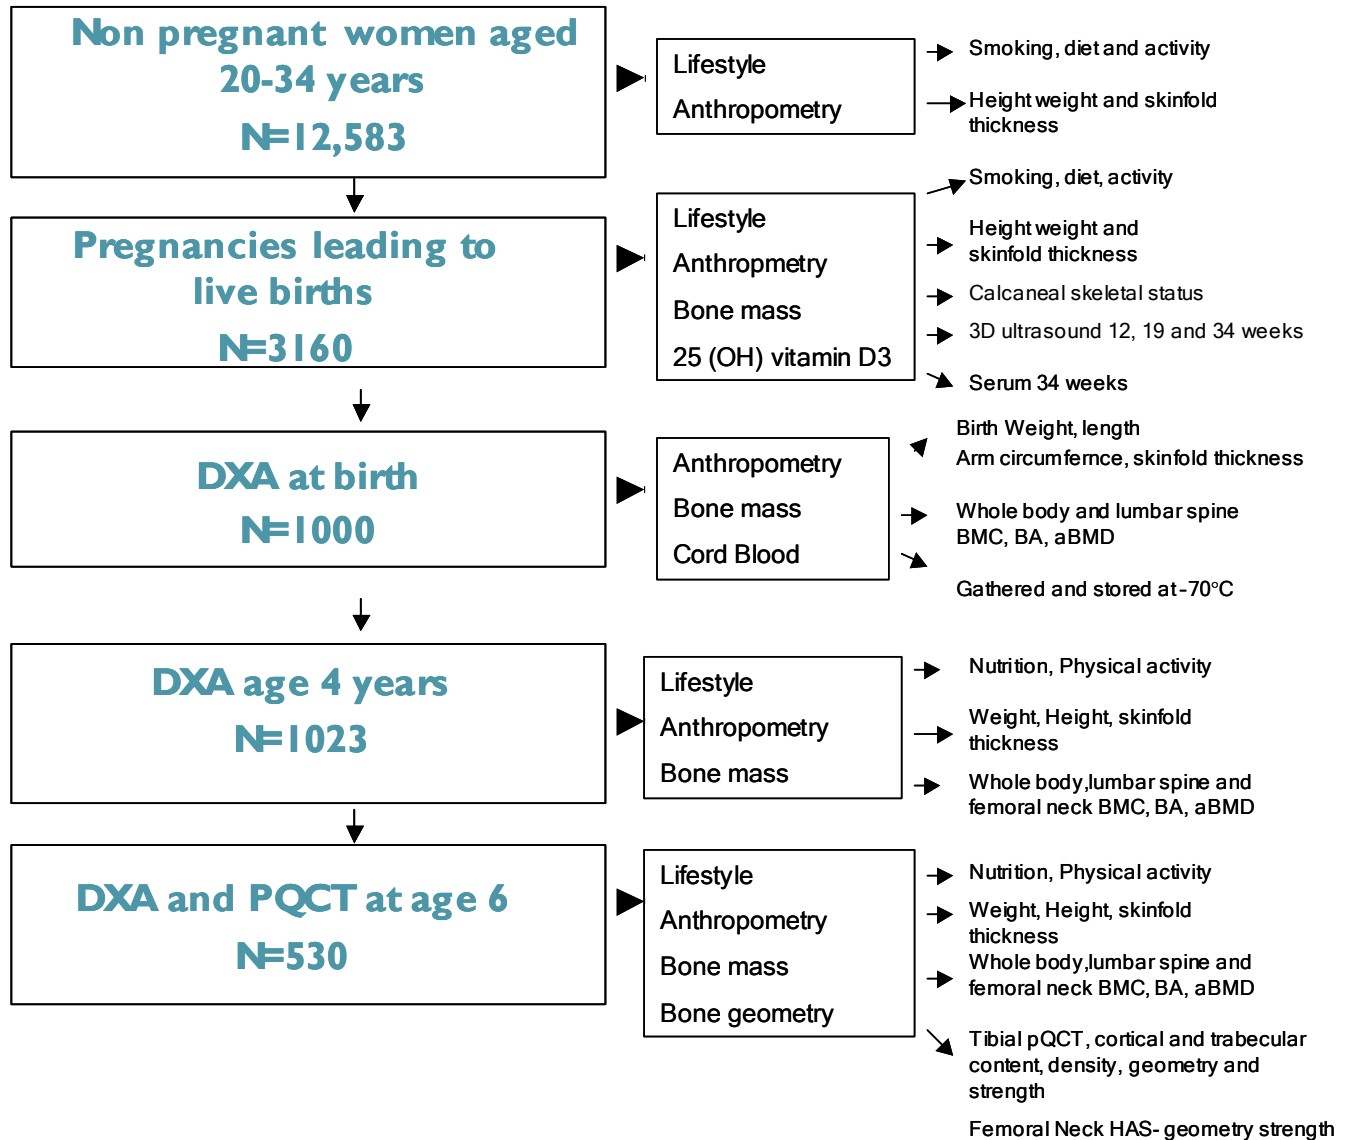 Non pregnant women aged
20-34 years
N=12,583
Lifestyle
Anthropometry
Smoking, diet and activity
Height weight and skinfold
thickness
Pregnancies leading to
live births
N=3160
Lifestyle
Anthropmetry
Bone mass
25 (OH) vitamin D3
Smoking, diet, activity
Height weight and
skinfold thickness
Calcaneal skeletal status
3D ultrasound 12, 19 and 34 weeks
Serum 34 weeks
DXA at birth
N=1000
Anthropometry
Bone mass
Cord Blood
Birth Weight, length
Arm circumfernce, skinfold thickness
Whole body and lumbar spine
BMC, BA, aBMD
Gathered and stored at -70°C
DXA age 4 years
N=1023
Lifestyle
Anthropometry
Bone mass
Nutrition, Physical activity
Weight, Height, skinfold
thickness
Whole body,lumbar spine and
femoral neck BMC, BA, aBMD
DXA and PQCT at age 6
N=530
Lifestyle
Anthropometry
Bone mass
Bone geometry
Nutrition, Physical activity
Weight, Height, skinfold
thickness
Whole body,lumbar spine and
femoral neck BMC, BA, aBMD
Tibial pQCT, cortical and trabecular
content, density, geometry and
strength
Femoral Neck HAS- geometry strength